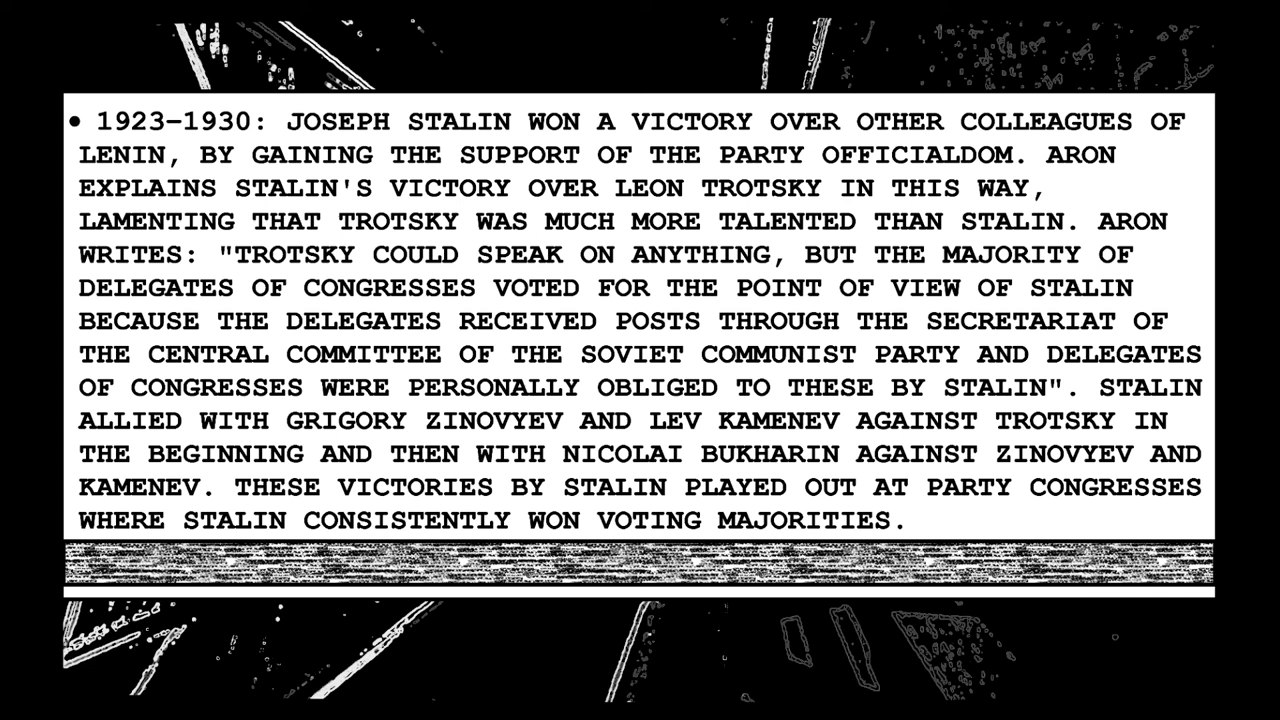 • 1923-1930: JOSEPH STALIN WON A VICTORY OVER OTHER COLLEAGUES OF
LENIN, BY GAINING THE SUPPORT OF THE PARTY OFFICIALDOM. ARON
EXPLAINS STALIN'S VICTORY OVER LEON TROTSKY IN THIS WAY,
LAMENTING THAT TROTSKY WAS MUCH MORE TALENTED THAN STALIN. ARON
WRITES: "TROTSKY COULD SPEAK ON ANYTHING, BUT THE MAJORITY OF
DELEGATES OF CONGRESSES VOTED FOR THE POINT OF VIEW OF STALIN
BECAUSE THE DELEGATES RECEIVED POSTS THROUGH THE SECRETARIAT OF
THE CENTRAL COMMITTEE OF THE SOVIET COMMUNIST PARTY AND DELEGATES
OF CONGRESSES WERE PERSONALLY OBLIGED TO THESE BY STALIN". STALIN
ALLIED WITH GRIGORY ZINOVYEV AND LEV KAMENEV AGAINST TROTSKY IN
THE BEGINNING AND THEN WITH NICOLAI BUKHARIN AGAINST ZINOVYEV AND
KAMENEV. THESE VICTORIES BY STALIN PLAYED OUT AT PARTY CONGRESSES
WHERE STALIN CONSISTENTLY WON VOTING MAJORITIES.